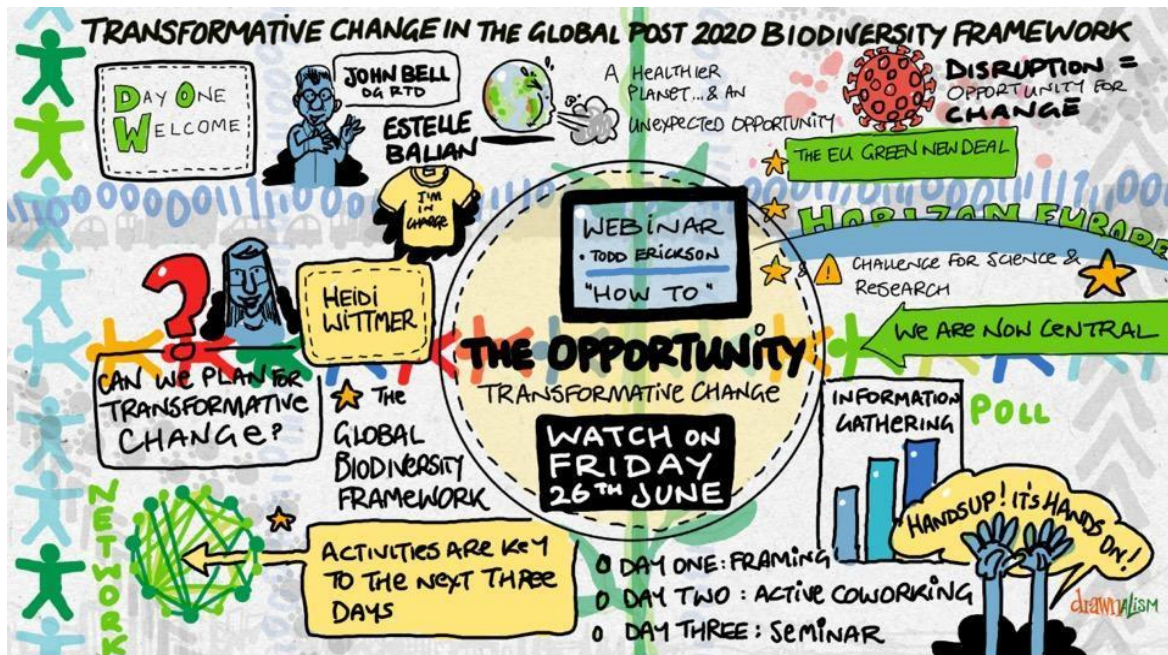 TRANSFORMATIVE CHANGE IN THE GLOBAL POST 2020 BIODIVERSITY FRAMEWORK
DAY ONE
WELCOME
JOHN BELL
DG RTD
ESTELLE
BALIAN
I'M
IN
CHARGE
A HEALTHIER
PLANET...& AN
UNEXPECTED OPPORTUNITY
DISRUPTION =
OPPORTUNITY FOR
CHANGE
THE EU GREEN NEW DEAL
HORIZON EUROPE
& ! CHALLENGE FOR SCIENCE &
RESEARCH
WE ARE NOW CENTRAL
WEBINAR
• TODD ERICKSON
"HOW TO"
THE OPPORTUNITY
TRANSFORMATIVE CHANGE
WATCH ON
FRIDAY
26TH JUNE
?
HEIDI
WITTMER
CAN WE PLAN FOR
TRANSFORMATIVE
CHANGE?
THE
GLOBAL
BIODIVERSITY
FRAMEWORK
NETWORK
ACTIVITIES ARE KEY
TO THE NEXT THREE
DAYS
INFORMATION
GATHERING
POLL
HANDS UP! IT'S HANDS
ON!
O DAY ONE: FRAMING
O DAY TWO: ACTIVE COWORKING
O DAY THREE: SEMINAR
drawnalism